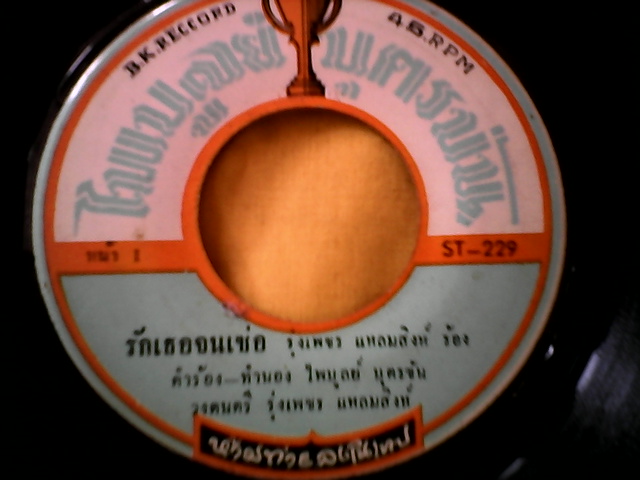 B.K. RECORD
45.RPM
ไพบูลย์ บุตรขัน
หน้า 1
ST-229
รักเธอจนเซ่อ รุ่งเพชร แหลมสิงห์ ร้อง
คำร้อง-ทำนอง ไพบูลย์ บุตรขัน
วงดนตรี รุ่งเพชร แหลมสิงห์